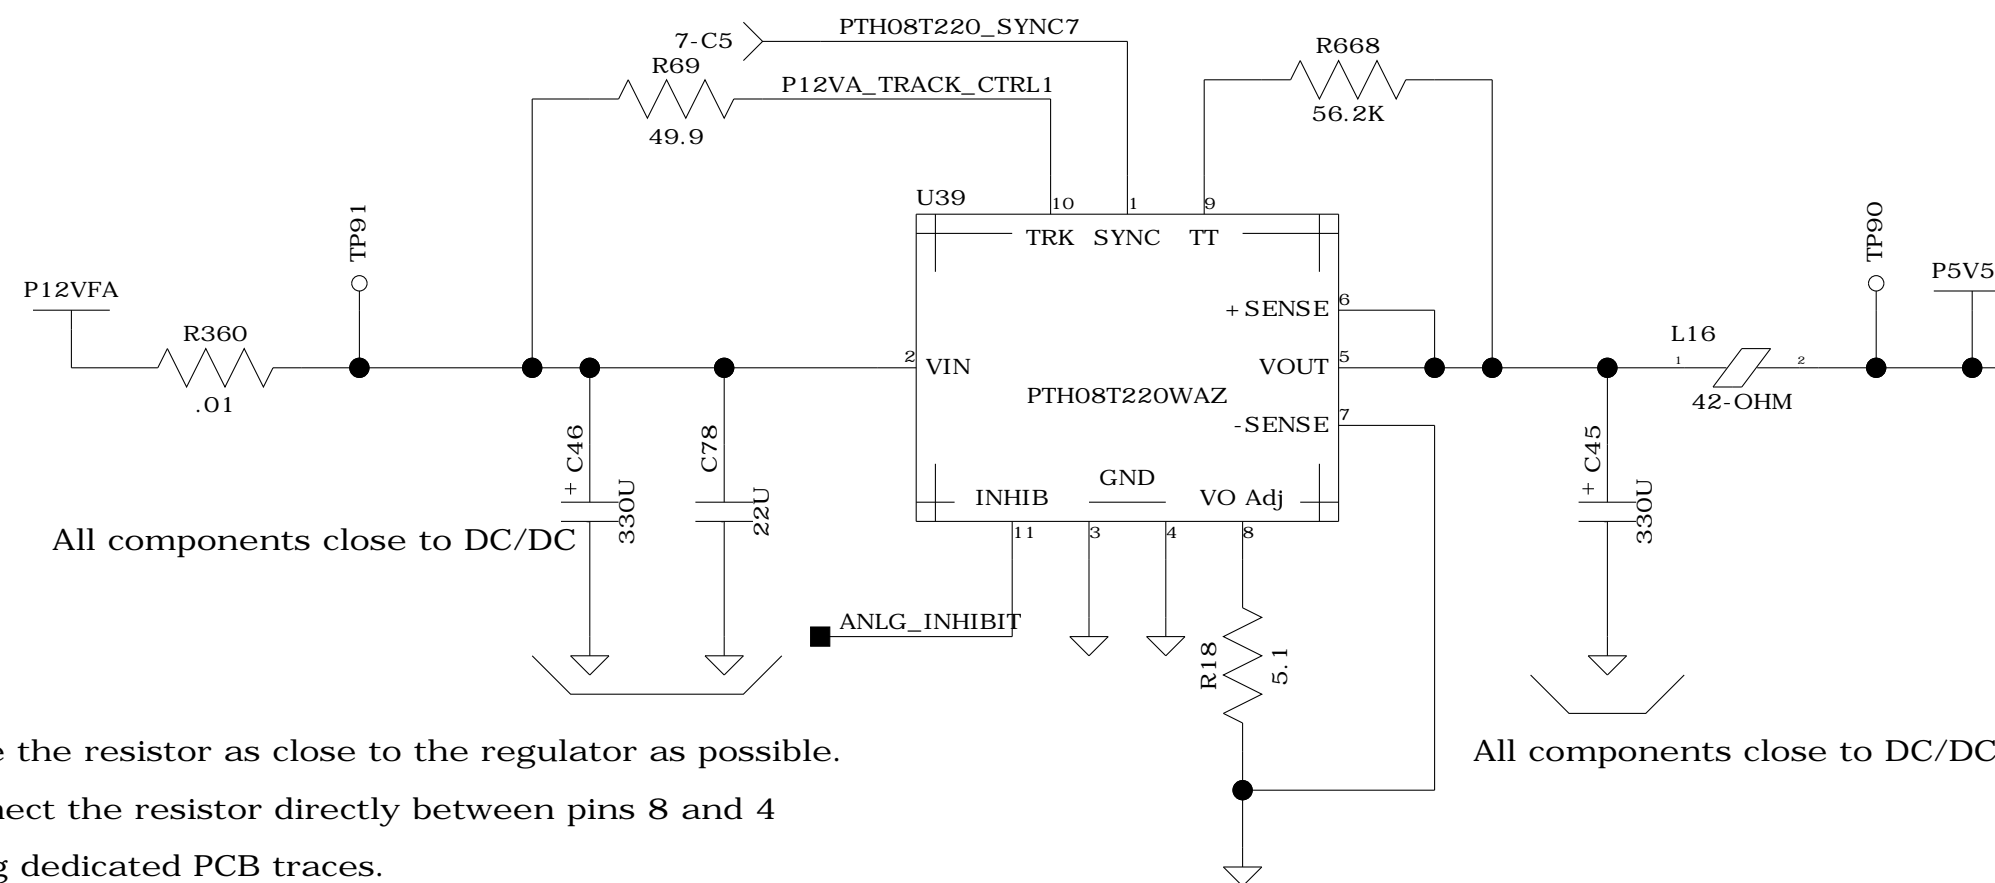 PTH08T220_SYNC7
7-C5
R69
P12VA_TRACK_CTRL1
49.9
R668
56.2K
U39
10
1
9
TRK SYNC TT
TP91
P12VFA
R360
.01
2
VIN
+SENSE
6
VOUT
5
PTH08T220WAZ
-SENSE
7
L16
1
2
42-OHM
TP90
P5V5
+ C46
330U
C78
22U
INHIB
GND
VO Adj
11
3
4
8
+ C45
330U
All components close to DC/DC
ANLG_INHIBIT
R18
5.1
e the resistor as close to the regulator as possible.
nect the resistor directly between pins 8 and 4
g dedicated PCB traces.
All components close to DC/DC